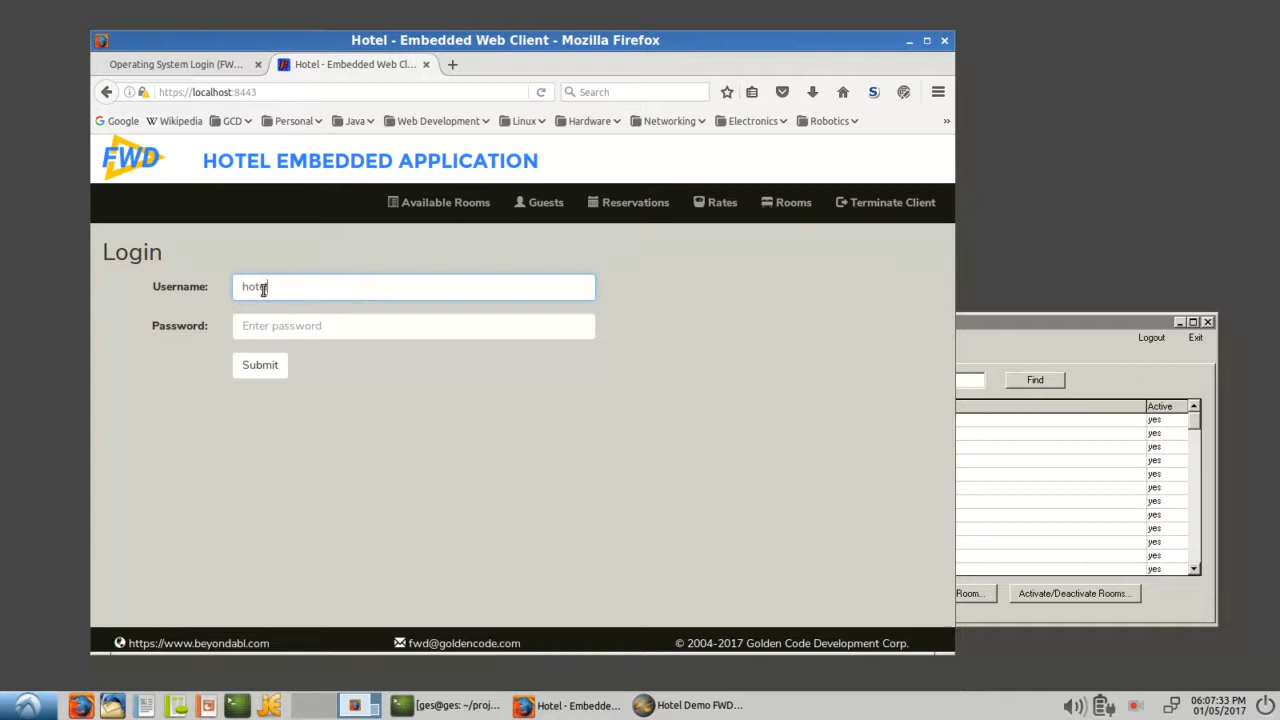 Hotel - Embedded Web Client - Mozilla Firefox
Operating System Login (FW...
Hotel - Embedded Web Cl...
https://localhost:8443
Search
Google Wikipedia GCD Personal Java Web Development Linux Hardware Networking Electronics Robotics »
FWD HOTEL EMBEDDED APPLICATION
Available Rooms Guests Reservations Rates Rooms Terminate Client
Login
Username: hotel
Password: Enter password
Submit
Logout Exit
Find
Active
yes
yes
yes
yes
yes
yes
yes
yes
yes
yes
yes
yes
Room... Activate/Deactivate Rooms...
https://www.beyondabl.com fwd@goldencode.com © 2004-2017 Golden Code Development Corp.
[ges@ges: ~/proj... Hotel - Embedde... Hotel Demo FWD...
06:07:33
01/05/2017